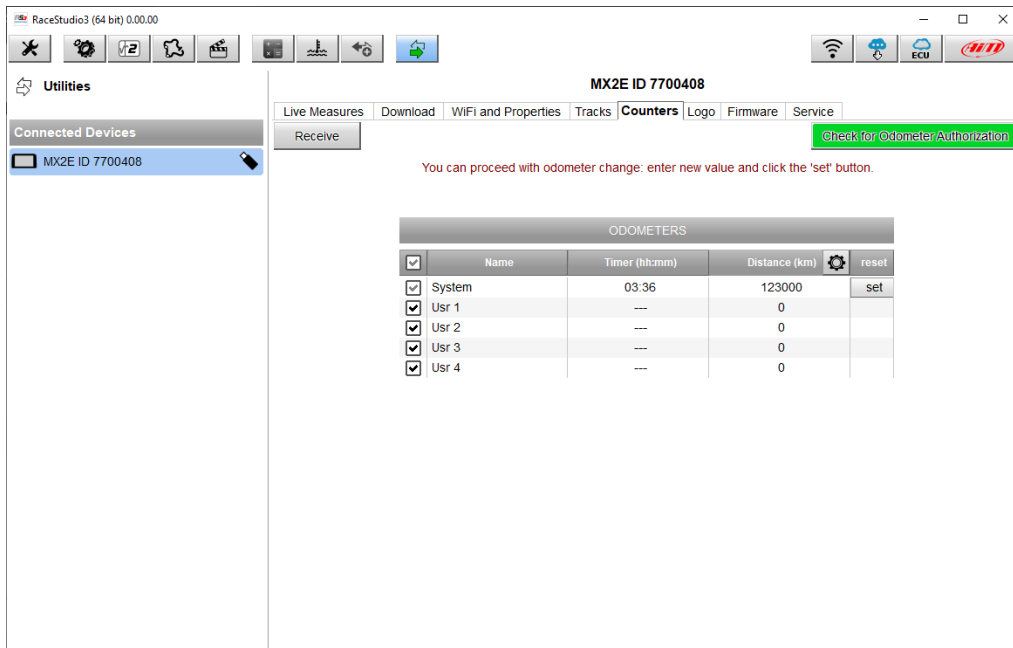 RaceStudio3 (64 bit) 0.00.00
ECU
AiM
Utilities
MX2E ID 7700408
Live Measures Download WiFi and Properties Tracks Counters Logo Firmware Service
Connected Devices
Receive
Check for Odometer Authorization
MX2E ID 7700408
You can proceed with odometer change: enter new value and click the 'set' button.
ODOMETERS
Name Timer (hh:mm) Distance (km) reset
System 03:36 123000 set
Usr 1 --- 0
Usr 2 --- 0
Usr 3 --- 0
Usr 4 --- 0